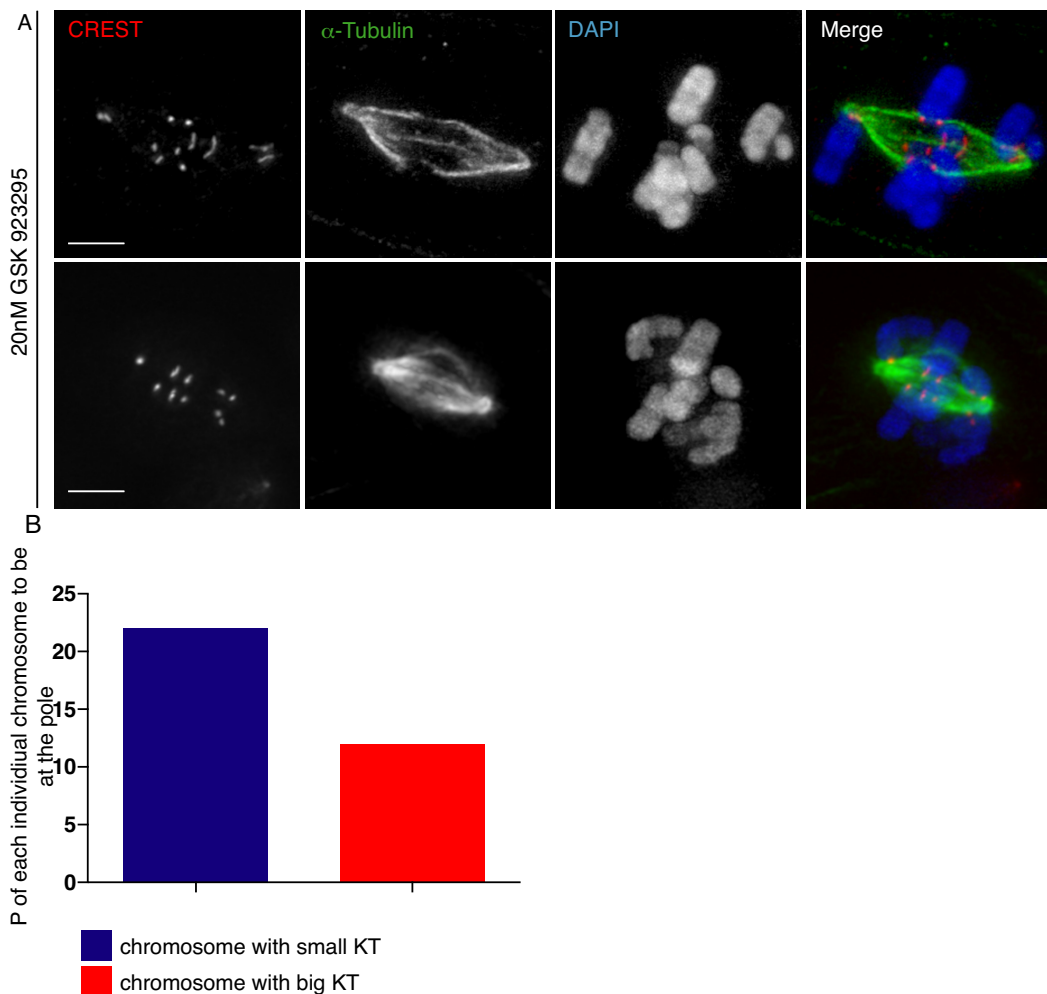 A
CREST
α-Tubulin
DAPI
Merge
20nM GSK 923295
B
P of each individiual chromosome to be
at the pole
25
20
15
10
5
0
chromosome with small KT
chromosome with big KT